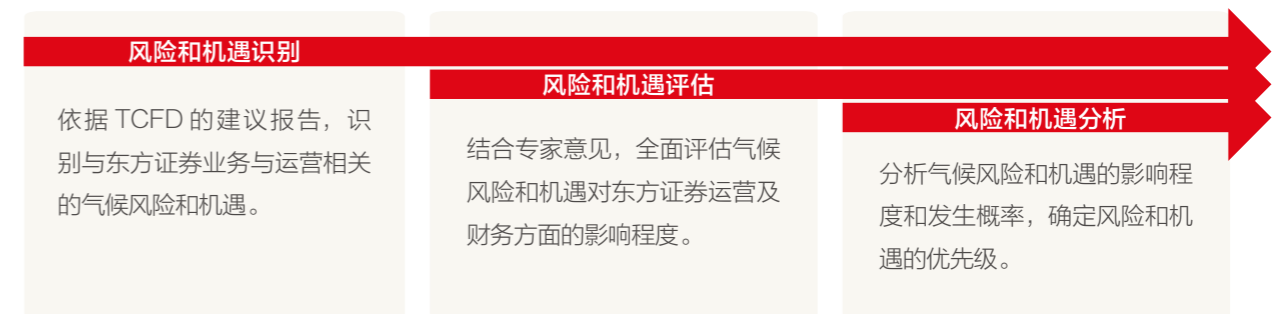 风险和机遇识别
依据 TCFD 的建议报告，识
别与东方证券业务与运营相关
的气候风险和机遇。
风险和机遇评估
结合专家意见，全面评估气候
风险和机遇对东方证券运营及
财务方面的影响程度。
风险和机遇分析
分析气候风险和机遇的影响程
度和发生概率，确定风险和机
遇的优先级。